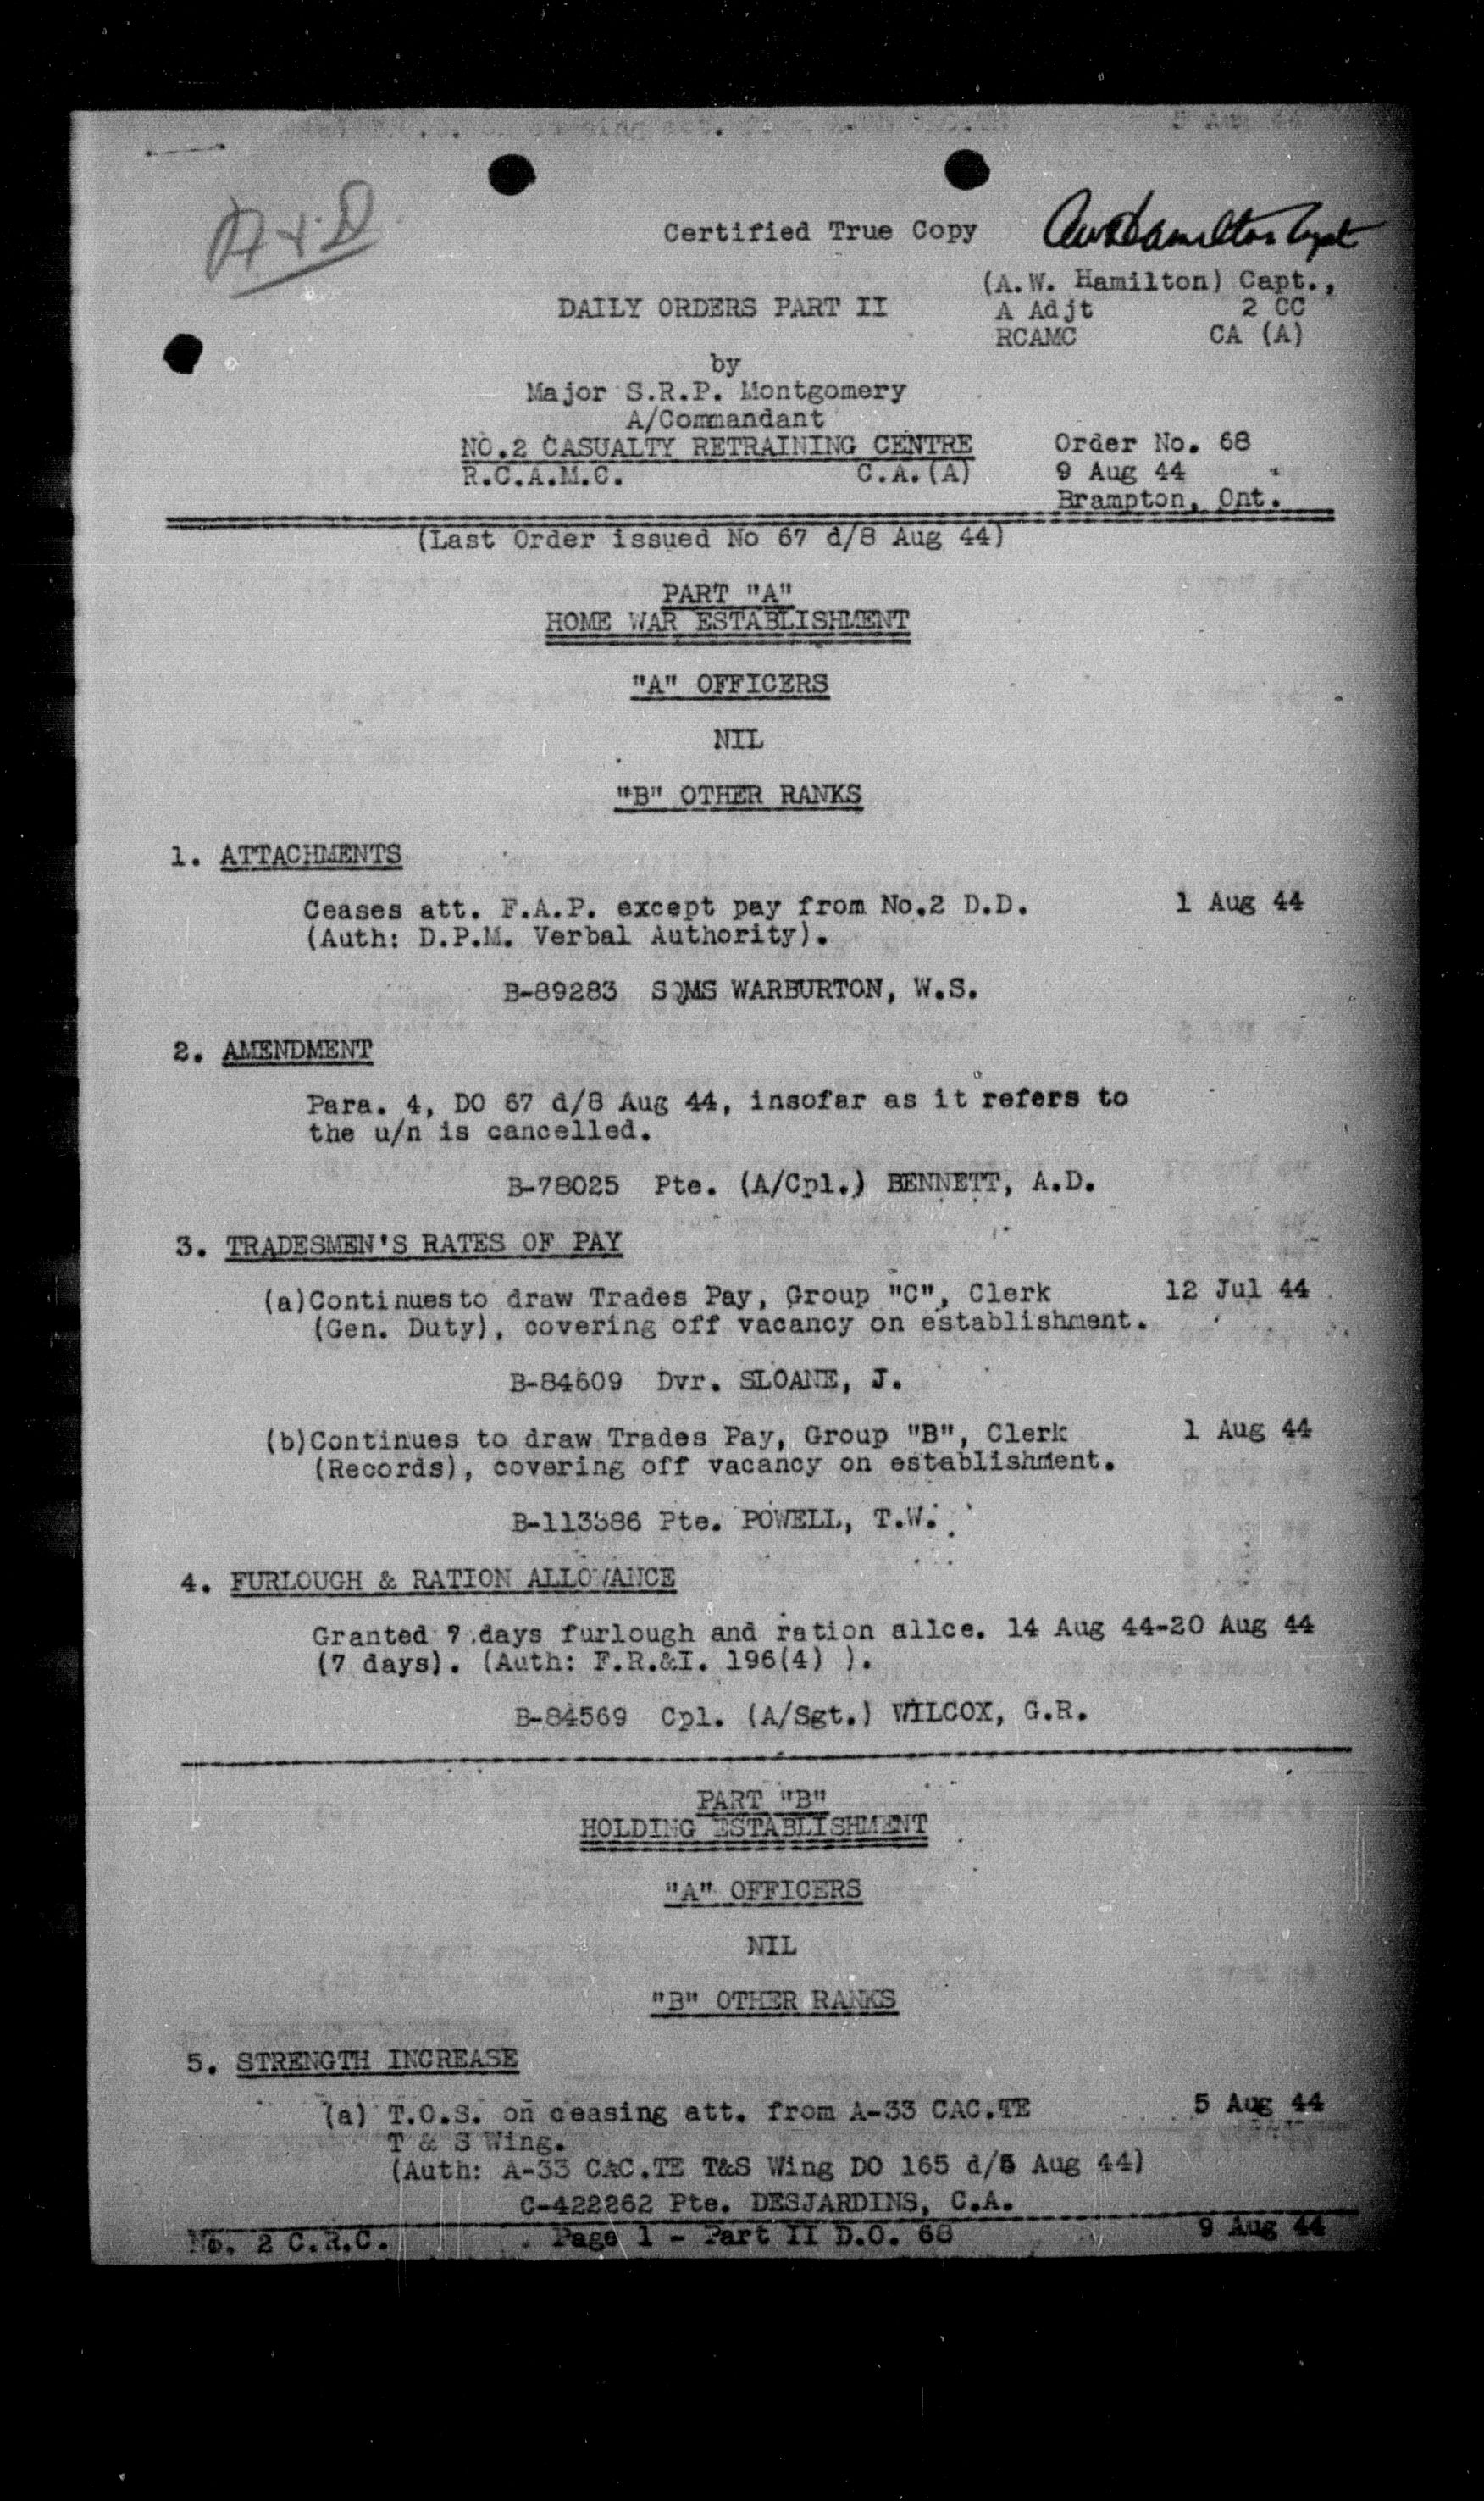 A & D
Certified True Copy
AW Hamilton Capt
(A.W. Hamilton) Capt.,
DAILY ORDERS PART II
A Adjt 2 CC
RCAMC CA (A)
by
Major S.R.P. Montgomery
A/Commandant
NO.2 CASUALTY RETRAINING CENTRE Order No. 68
R.C.A.M.C. C.A.(A) 9 Aug 44
Brampton, Ont.
(Last Order issued No 67 d/8 Aug 44)
PART "A"
HOME WAR ESTABLISHMENT
"A" OFFICERS
NIL
"B" OTHER RANKS
1. ATTACHMENTS
Ceases att. F.A.P. except pay from No.2 D.D. 1 Aug 44
(Auth: D.P.M. Verbal Authority).
B-89283 SQMS WARBURTON, W.S.
2. AMENDMENT
Para. 4, DO 67 d/8 Aug 44, insofar as it refers to
the u/n is cancelled.
B-78025 Pte. (A/Cpl.) BENNETT, A.D.
3. TRADESMEN'S RATES OF PAY
(a)Continues to draw Trades Pay, Group "C", Clerk 12 Jul 44
(Gen. Duty), covering off vacancy on establishment.
B-84609 Dvr. SLOANE, J.
(b)Continues to draw Trades Pay, Group "B", Clerk 1 Aug 44
(Records), covering off vacancy on establishment.
Pte. POWELL, T.W.
4. FURLOUGH & RATION ALLOWANCE
Granted 7 days furlough and ration allce. 14 Aug 44-20 Aug 44
(7 days). (Auth: F.R.&I. 196(4) ).
B-84569 Cpl. (A/Sgt.) WILCOX, G.R.
PART "B"
HOLDING ESTABLISHMENT
"A" OFFICERS
NIL
"B" OTHER RANKS
5. STRENGTH INCREASE
(a) T.O.S. on ceasing att. from A-33 CAC.TE 5 Aug 44
T & S Wing.
(Auth: A-33 CAC.TE T&S Wing DO 165 d/5 Aug 44)
C-422262 Pte. DESJARDINS, C.A.
No. 2 C.R.C. Page 1 - Part II D.O. 68 9 Aug 44